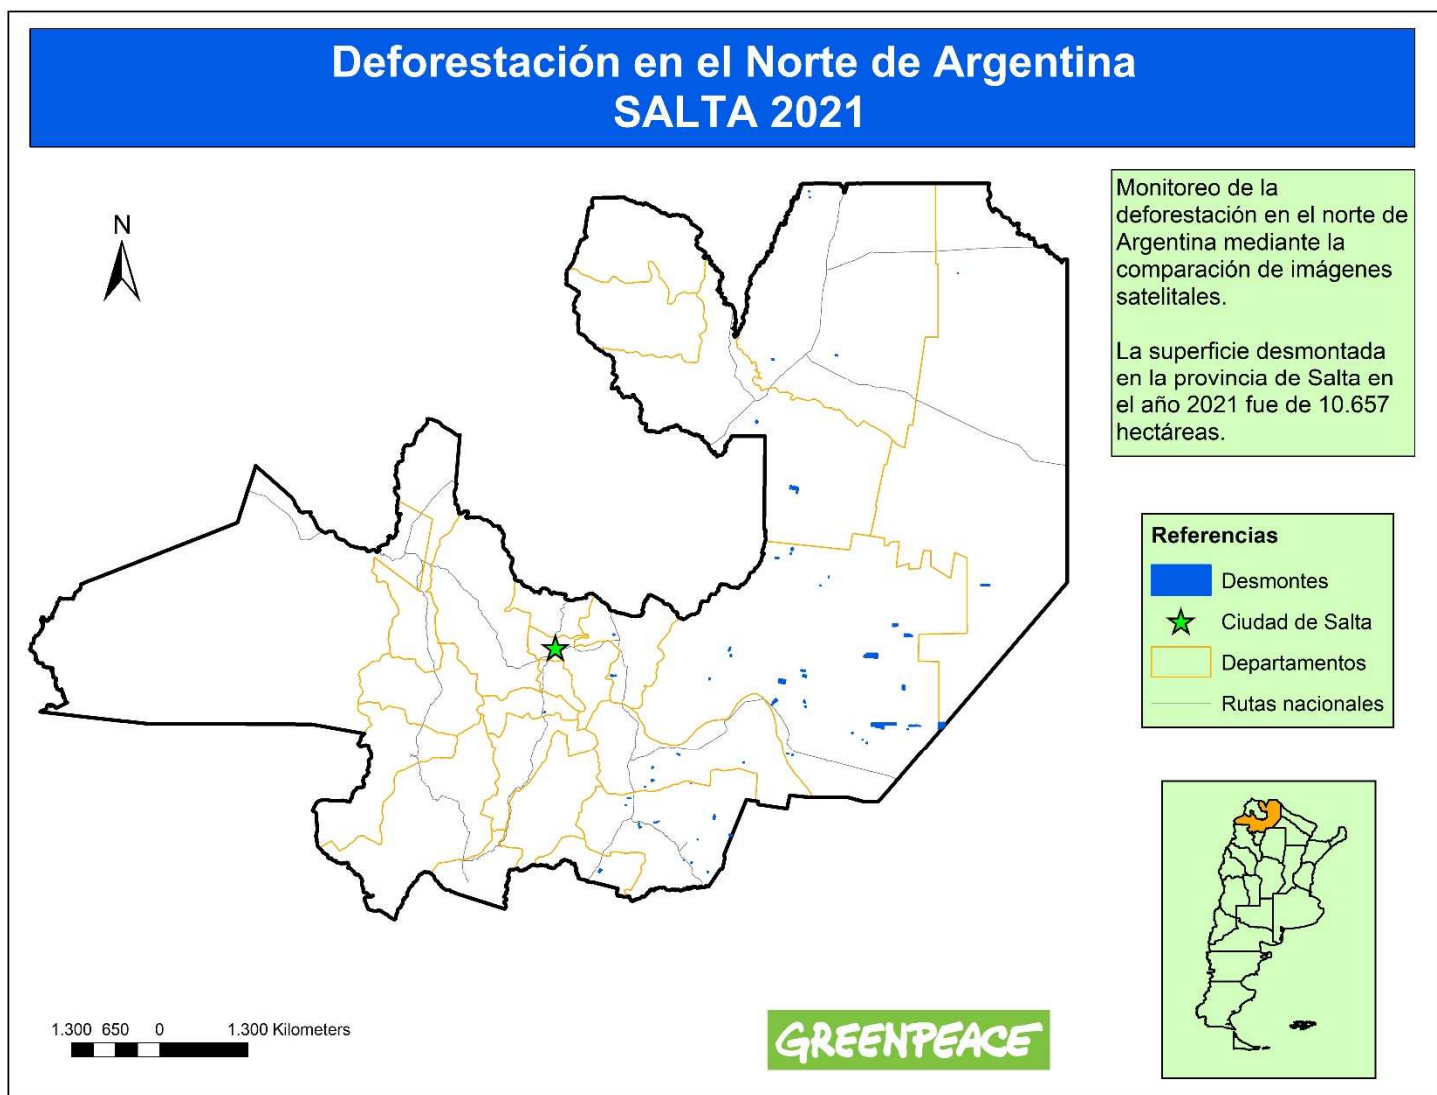 Deforestación en el Norte de Argentina
SALTA 2021
N
Monitoreo de la
deforestación en el norte de
Argentina mediante la
comparación de imágenes
satelitales.
La superficie desmontada
en la provincia de Salta en
el año 2021 fue de 10.657
hectáreas.
Referencias
Desmontes
Ciudad de Salta
Departamentos
Rutas nacionales
1.300 650 0 1.300 Kilometers
GREENPEACE